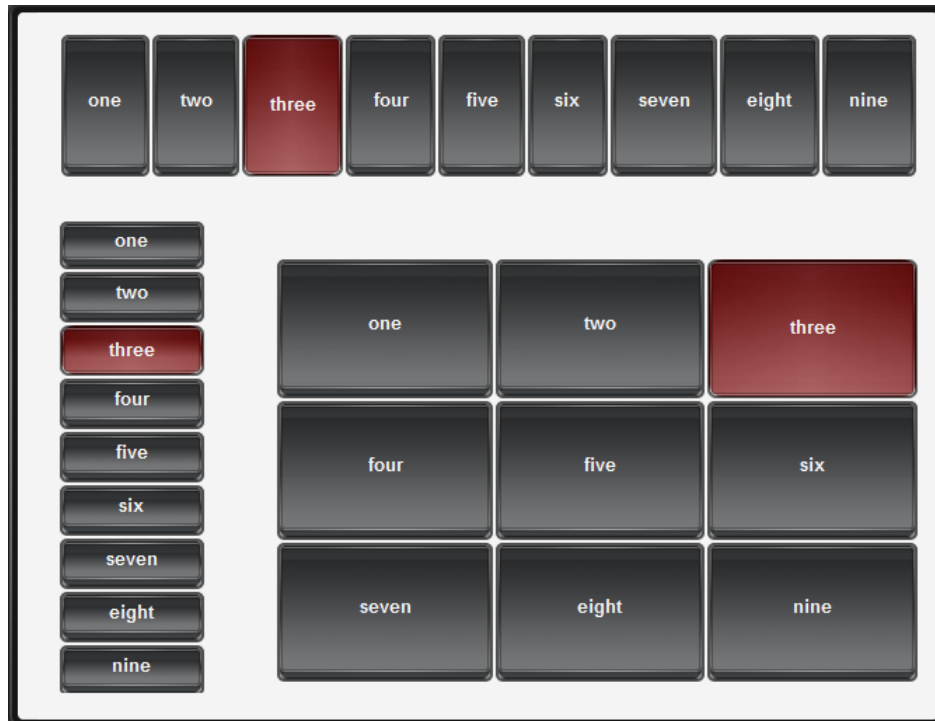 one two three four five six seven eight nine
one
two
three
four
five
six
seven
eight
nine
one two three
four five six
seven eight nine